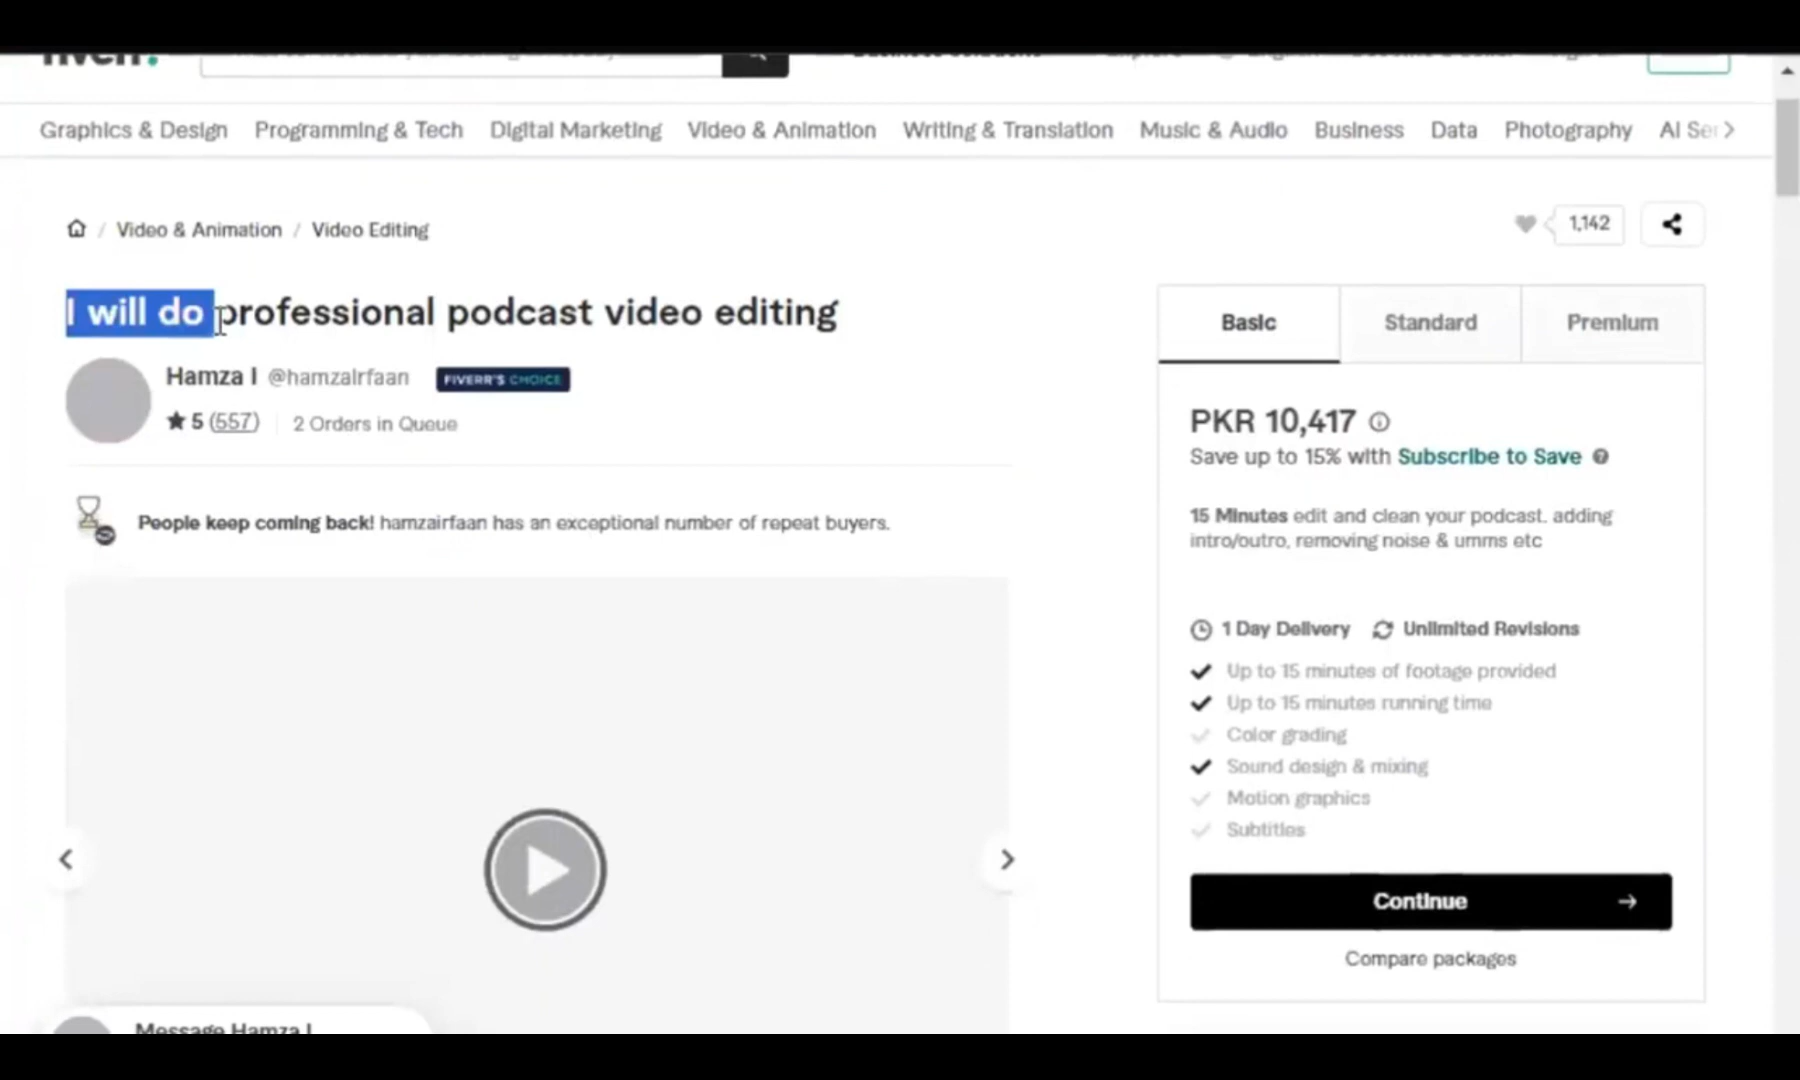 fiverr.
Graphics & Design Programming & Tech Digital Marketing Video & Animation Writing & Translation Music & Audio Business Data Photography AI Ser
Video & Animation / Video Editing
1,142
I will do professional podcast video editing
Hamza I @hamzairfaan FIVERR'S CHOICE
5 (557) 2 Orders in Queue
People keep coming back! hamzairfaan has an exceptional number of repeat buyers.
Basic Standard Premium
PKR 10,417
Save up to 15% with Subscribe to Save
15 Minutes edit and clean your podcast. adding
intro/outro, removing noise & umms etc
1 Day Delivery Unlimited Revisions
Up to 15 minutes of footage provided
Up to 15 minutes running time
Color grading
Sound design & mixing
Motion graphics
Subtitles
Continue
Compare packages
Message Hamza I